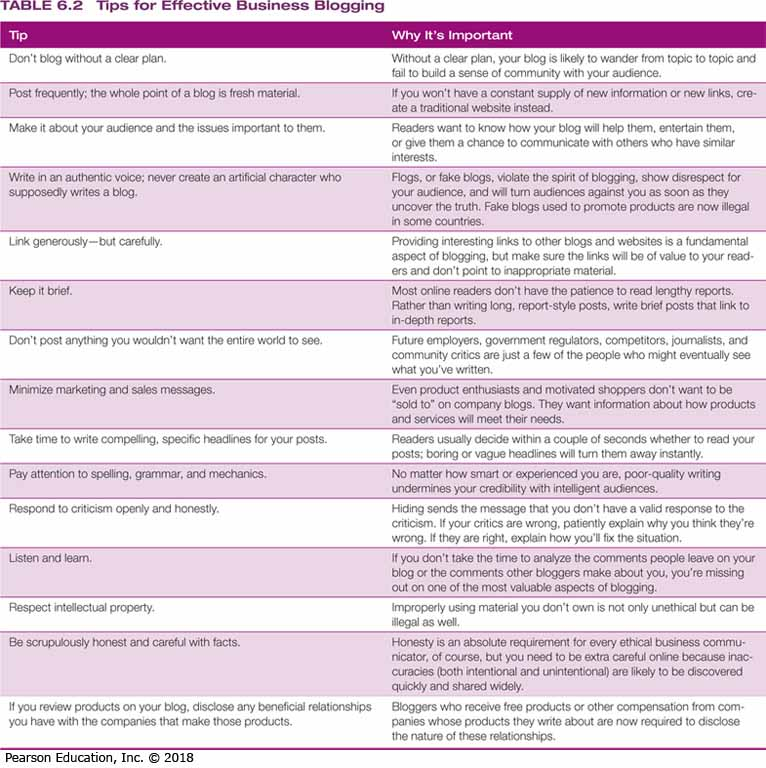 TABLE 6.2 Tips for Effective Business Blogging
Tip
Why It's Important
Don't blog without a clear plan.
Without a clear plan, your blog is likely to wander from topic to topic and
fail to build a sense of community with your audience.
Post frequently; the whole point of a blog is fresh material.
If you won't have a constant supply of new information or new links, cre-
ate a traditional website instead.
Make it about your audience and the issues important to them.
Readers want to know how your blog will help them, entertain them,
or give them a chance to communicate with others who have similar
interests.
Write in an authentic voice; never create an artificial character who
supposedly writes a blog.
Flogs, or fake blogs, violate the spirit of blogging, show disrespect for
your audience, and will turn audiences against you as soon as they
uncover the truth. Fake blogs used to promote products are now illegal
in some countries.
Link generously—but carefully.
Providing interesting links to other blogs and websites is a fundamental
aspect of blogging, but make sure the links will be of value to your read-
ers and don't point to inappropriate material.
Keep it brief.
Most online readers don't have the patience to read lengthy reports.
Rather than writing long, report-style posts, write brief posts that link to
in-depth reports.
Don't post anything you wouldn't want the entire world to see.
Future employers, government regulators, competitors, journalists, and
community critics are just a few of the people who might eventually see
what you've written.
Minimize marketing and sales messages.
Even product enthusiasts and motivated shoppers don't want to be
"sold to" on company blogs. They want information about how products
and services will meet their needs.
Take time to write compelling, specific headlines for your posts.
Readers usually decide within a couple of seconds whether to read your
posts; boring or vague headlines will turn them away instantly.
Pay attention to spelling, grammar, and mechanics.
No matter how smart or experienced you are, poor-quality writing
undermines your credibility with intelligent audiences.
Respond to criticism openly and honestly.
Hiding sends the message that you don't have a valid response to the
criticism. If your critics are wrong, patiently explain why you think they're
wrong. If they are right, explain how you'll fix the situation.
Listen and learn.
If you don't take the time to analyze the comments people leave on your
blog or the comments other bloggers make about you, you're missing
out on one of the most valuable aspects of blogging.
Respect intellectual property.
Improperly using material you don't own is not only unethical but can be
illegal as well.
Be scrupulously honest and careful with facts.
Honesty is an absolute requirement for every ethical business commu-
nicator, of course, but you need to be extra careful online because inac-
curacies (both intentional and unintentional) are likely to be discovered
quickly and shared widely.
If you review products on your blog, disclose any beneficial relationships
you have with the companies that make those products.
Bloggers who receive free products or other compensation from com-
panies whose products they write about are now required to disclose
the nature of these relationships.
Pearson Education, Inc. © 2018